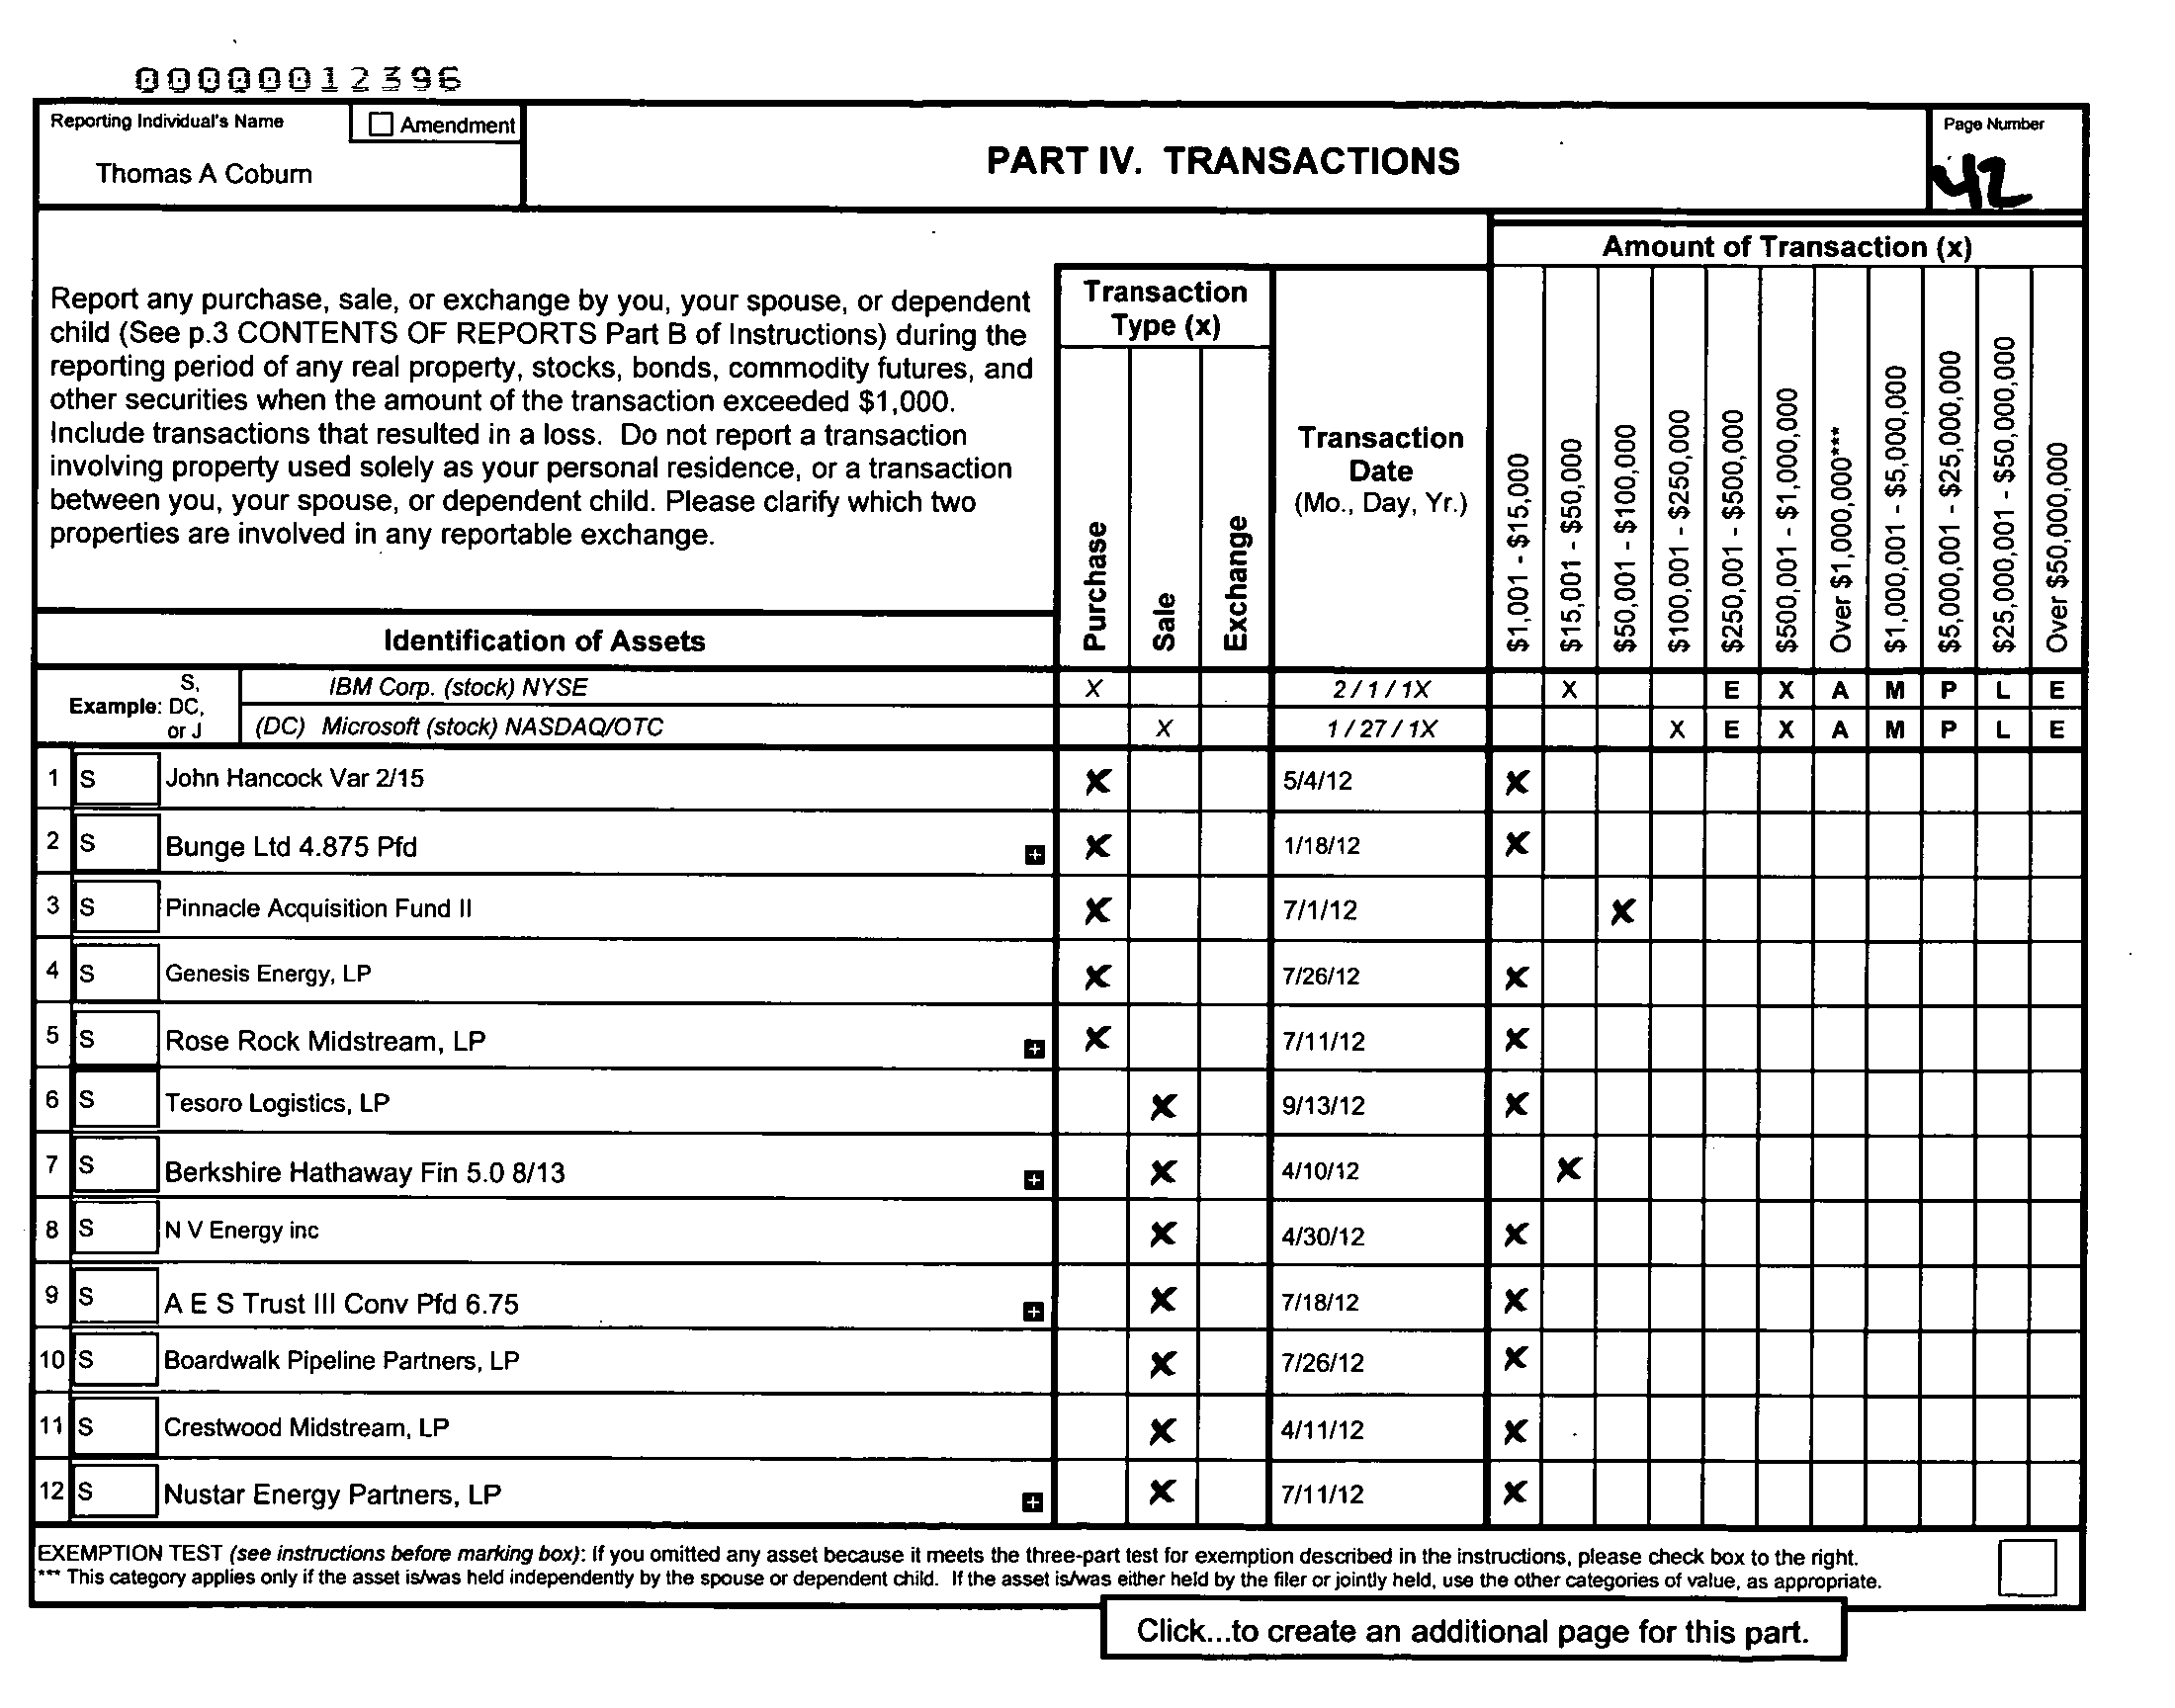 00000012396
Reporting Individual's Name
☐ Amendment
Thomas A Coburn
PART IV. TRANSACTIONS
Page Number
42
Report any purchase, sale, or exchange by you, your spouse, or dependent
child (See p.3 CONTENTS OF REPORTS Part B of Instructions) during the
reporting period of any real property, stocks, bonds, commodity futures, and
other securities when the amount of the transaction exceeded $1,000.
Include transactions that resulted in a loss. Do not report a transaction
involving property used solely as your personal residence, or a transaction
between you, your spouse, or dependent child. Please clarify which two
properties are involved in any reportable exchange.
Identification of Assets
Transaction
Type (x)
Purchase
Sale
Exchange
Transaction
Date
(Mo., Day, Yr.)
Amount of Transaction (x)
$1,001 - $15,000
$15,001 - $50,000
$50,001 - $100,000
$100,001 - $250,000
$250,001 - $500,000
$500,001 - $1,000,000
Over $1,000,000***
$1,000,001 - $5,000,000
$5,000,001 - $25,000,000
$25,000,001 - $50,000,000
Over $50,000,000
Example: S, DC, or J
IBM Corp. (stock) NYSE X 2 / 1 / 1X X E X A M P L E
(DC) Microsoft (stock) NASDAQ/OTC X 1 / 27 / 1X X E X A M P L E
1 S John Hancock Var 2/15 X 5/4/12 X
2 S Bunge Ltd 4.875 Pfd + X 1/18/12 X
3 S Pinnacle Acquisition Fund II X 7/1/12 X
4 S Genesis Energy, LP X 7/26/12 X
5 S Rose Rock Midstream, LP + X 7/11/12 X
6 S Tesoro Logistics, LP X 9/13/12 X
7 S Berkshire Hathaway Fin 5.0 8/13 + X 4/10/12 X
8 S N V Energy inc X 4/30/12 X
9 S A E S Trust III Conv Pfd 6.75 + X 7/18/12 X
10 S Boardwalk Pipeline Partners, LP X 7/26/12 X
11 S Crestwood Midstream, LP X 4/11/12 X
12 S Nustar Energy Partners, LP + X 7/11/12 X
EXEMPTION TEST (see instructions before marking box): If you omitted any asset because it meets the three-part test for exemption described in the instructions, please check box to the right.
*** This category applies only if the asset is/was held independently by the spouse or dependent child. If the asset is/was either held by the filer or jointly held, use the other categories of value, as appropriate.
Click...to create an additional page for this part.